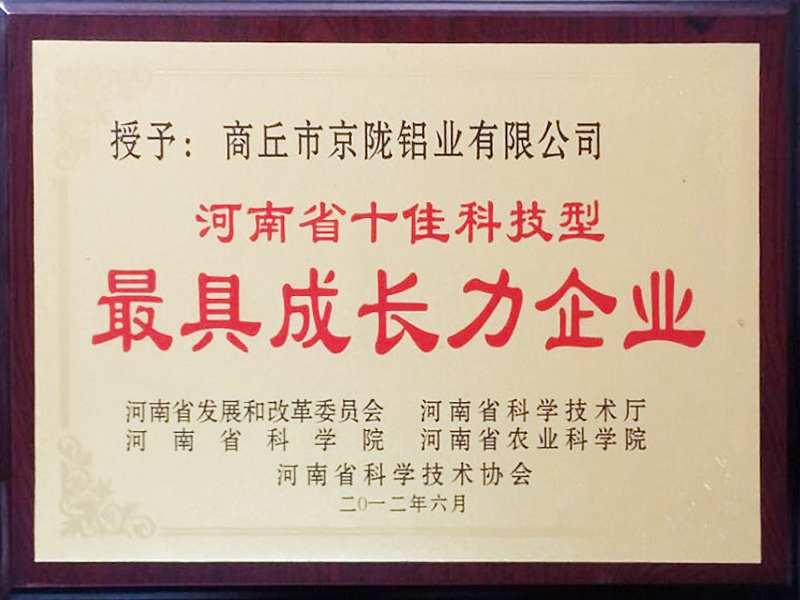 授予：商丘市京陇铝业有限公司
河南省十佳科技型
最具成长力企业
河南省发展和改革委员会 河南省科学技术厅
河南省科学院 河南省农业科学院
河南省科学技术协会
二0一二年六月